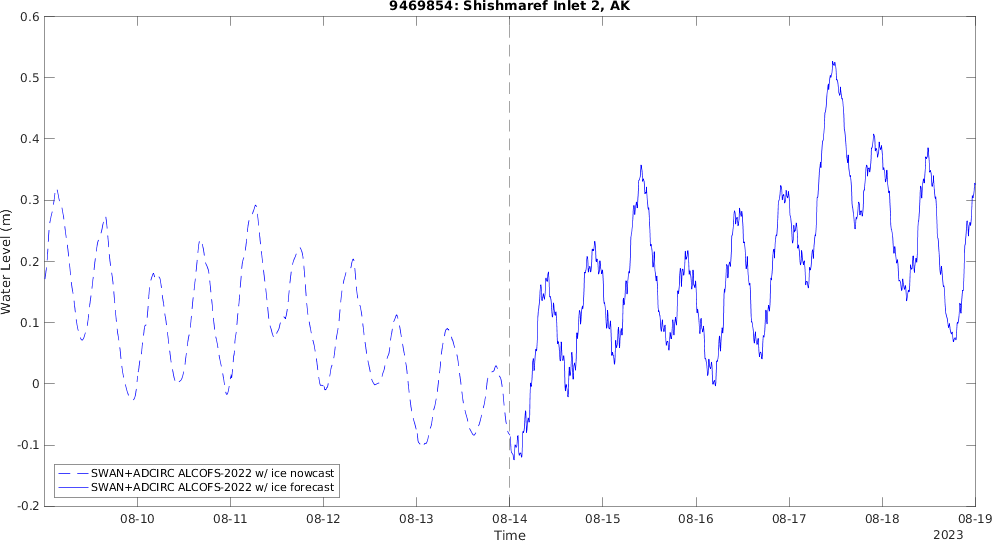 9469854: Shishmaref Inlet 2, AK
0.6
0.5
0.4
0.3
0.2
0.1
0
-0.1
-0.2
Water Level (m)
SWAN+ADCIRC ALCOFS-2022 w/ ice nowcast
SWAN+ADCIRC ALCOFS-2022 w/ ice forecast
08-10 08-11 08-12 08-13 08-14 08-15 08-16 08-17 08-18 08-19
Time
2023